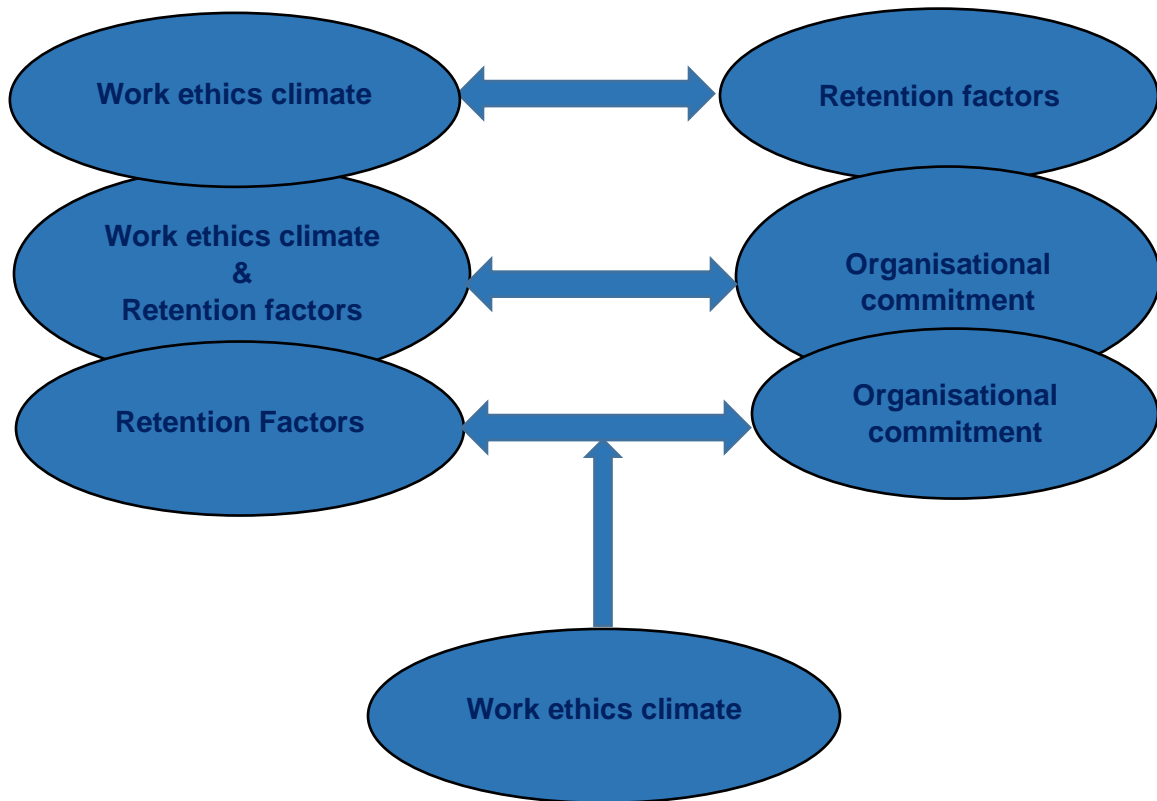 Work ethics climate
Retention factors
Work ethics climate
&
Retention factors
Organisational
commitment
Retention Factors
Organisational
commitment
Work ethics climate